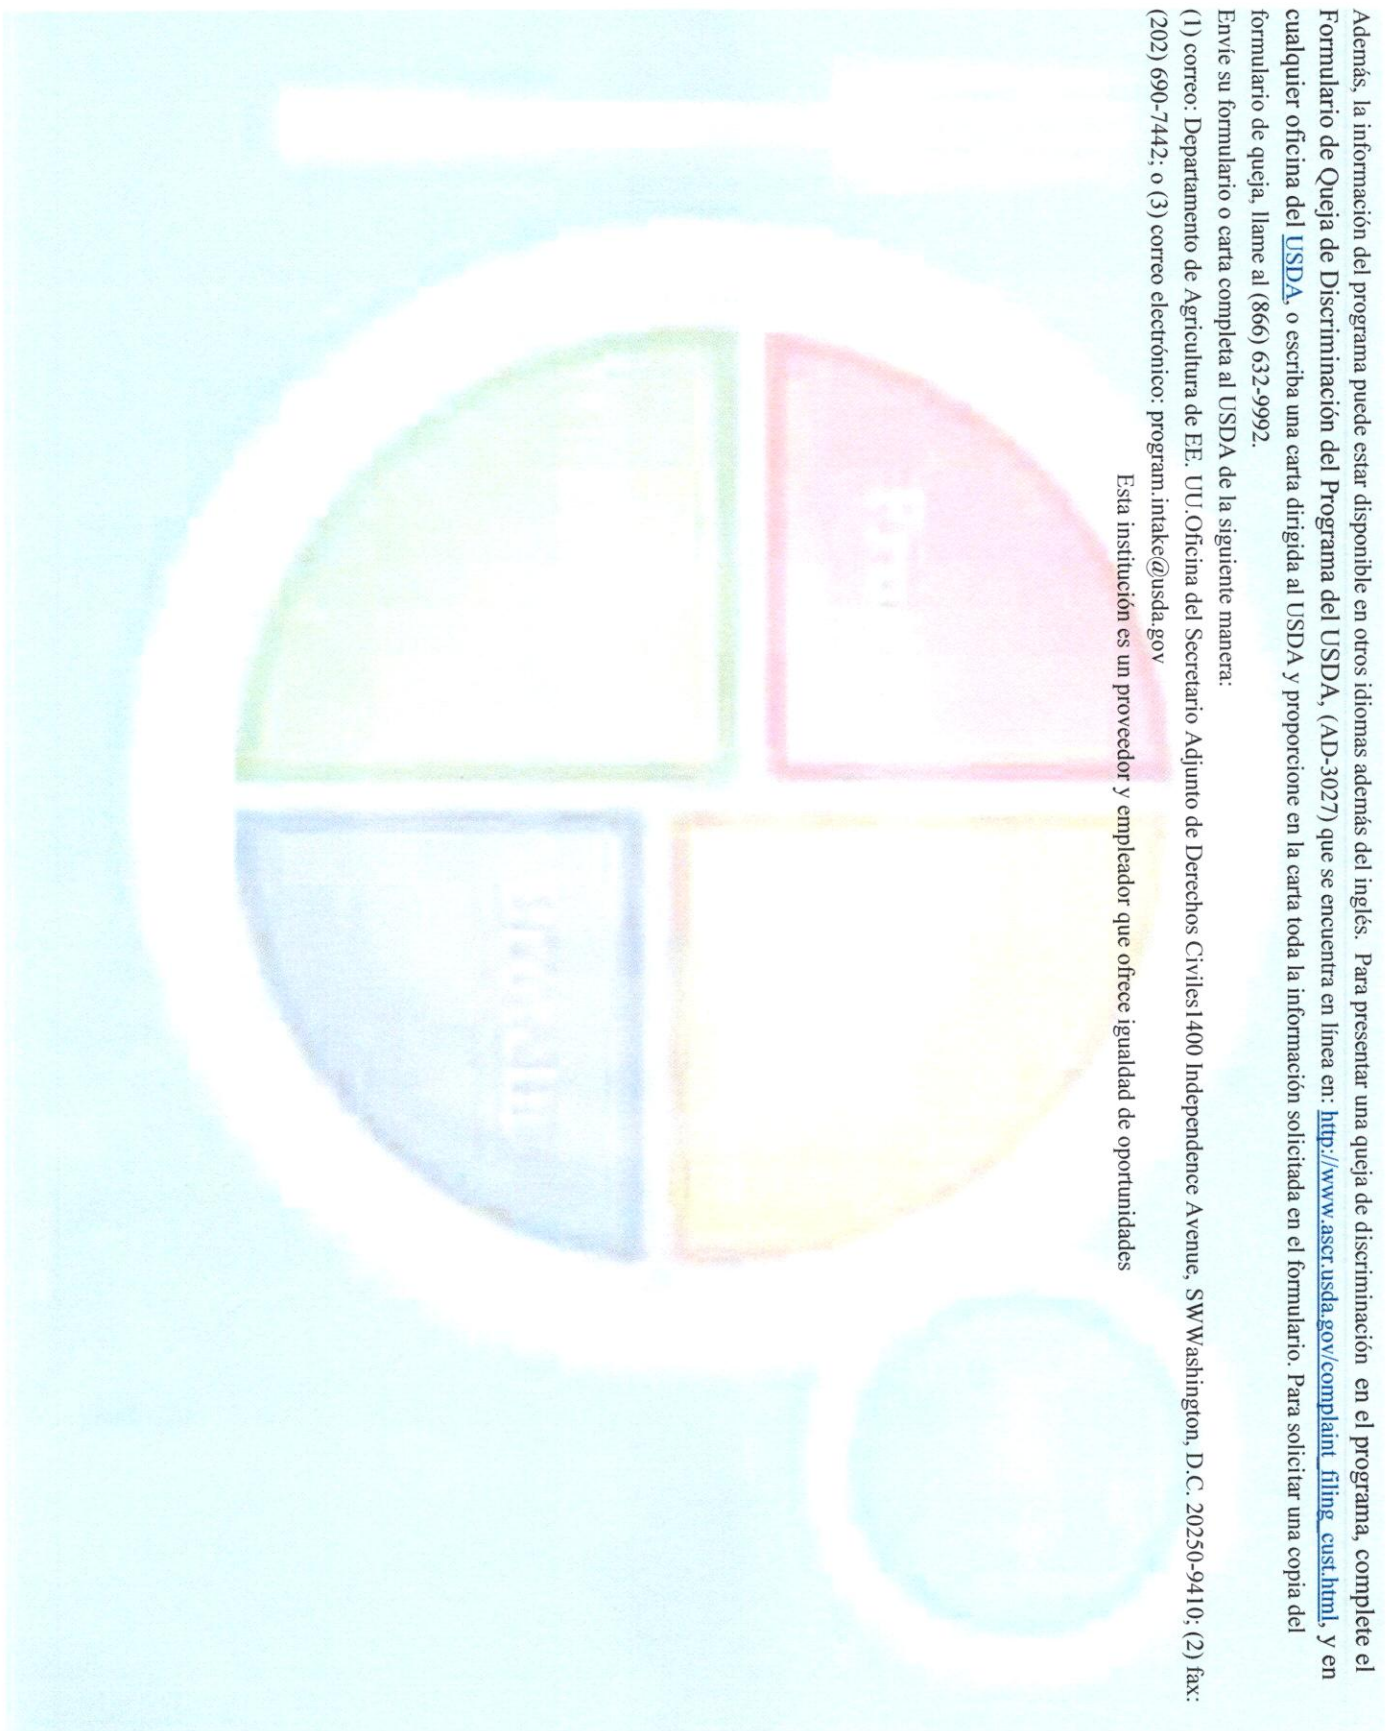 Además, la información del programa puede estar disponible en otros idiomas además del inglés. Para presentar una queja de discriminación en el programa, complete el
Formulario de Queja de Discriminación del Programa del USDA, (AD-3027) que se encuentra en línea en: http://www.ascr.usda.gov/complaint_filing_cust.html, y en
cualquier oficina del USDA, o escriba una carta dirigida al USDA y proporcione en la carta toda la información solicitada en el formulario. Para solicitar una copia del
formulario de queja, llame al (866) 632-9992.
Envíe su formulario o carta completa al USDA de la siguiente manera:
(1) correo: Departamento de Agricultura de EE. UU.Oficina del Secretario Adjunto de Derechos Civiles1400 Independence Avenue, SWWashington, D.C. 20250-9410; (2) fax:
(202) 690-7442; o (3) correo electrónico: program.intake@usda.gov
Esta institución es un proveedor y empleador que ofrece igualdad de oportunidades